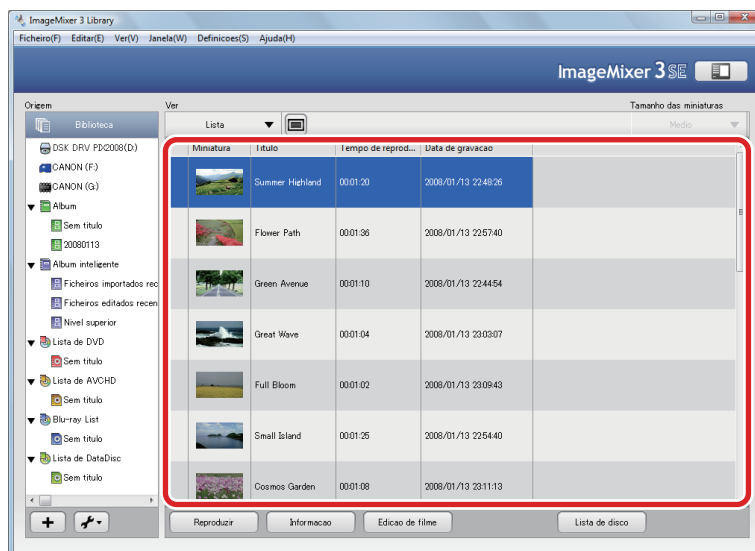 ImageMixer 3 Library
Ficheiro(F) Editar(E) Ver(V) Janela(W) Definicoes(S) Ajuda(H)
ImageMixer 3 SE
Origem
Ver
Tamanho das miniaturas
Biblioteca
Lista
Medio
DSK DRV PD2008(D:)
CANON (F:)
CANON (G:)
Album
Sem titulo
20080113
Album inteligente
Ficheiros importados rec
Ficheiros editados recen
Nivel superior
Lista de DVD
Sem titulo
Lista de AVCHD
Sem titulo
Blu-ray List
Sem titulo
Lista de DataDisc
Sem titulo
Miniatura Titulo Tempo de reprod... Data de gravacao
Summer Highland 00:01:20 2008/01/13 22:48:26
Flower Path 00:01:36 2008/01/13 22:57:40
Green Avenue 00:01:10 2008/01/13 22:44:54
Great Wave 00:01:04 2008/01/13 23:03:07
Full Bloom 00:01:02 2008/01/13 23:09:43
Small Island 00:01:25 2008/01/13 22:54:40
Cosmos Garden 00:01:08 2008/01/13 23:11:13
Reproduzir Informacao Edicao de filme Lista de disco